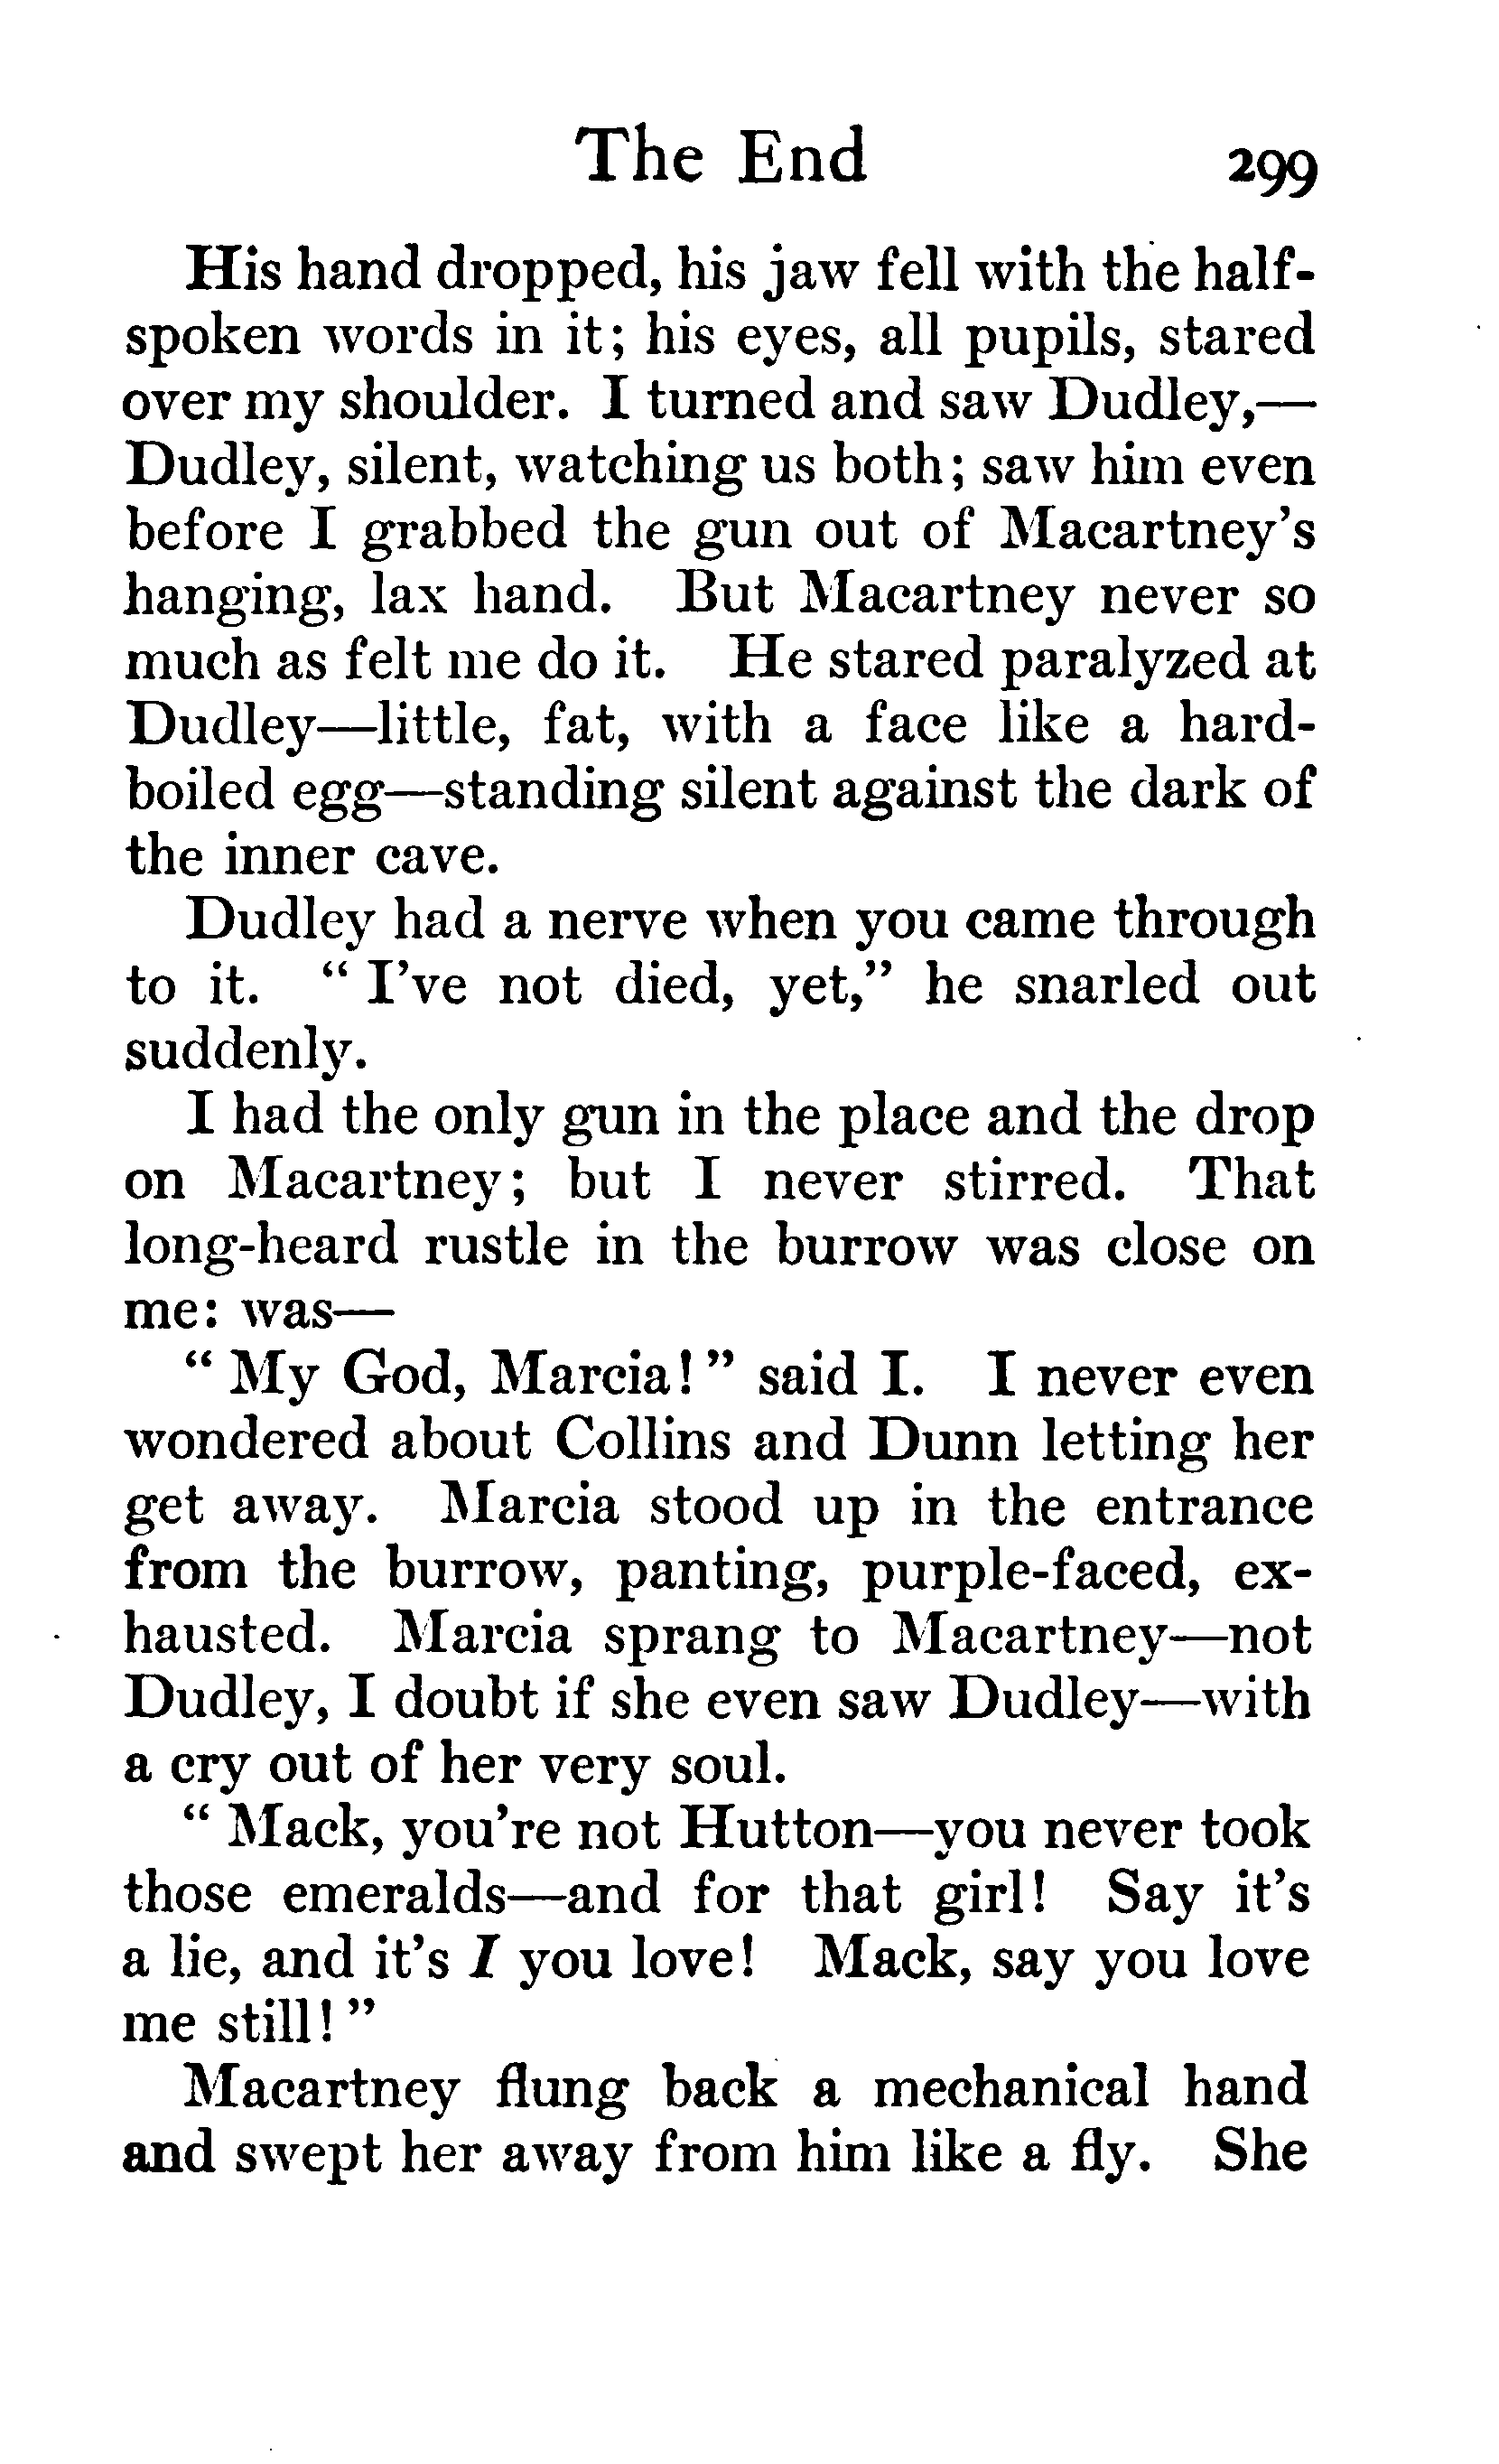 The End 299
His hand dropped, his jaw fell with the half-
spoken words in it; his eyes, all pupils, stared
over my shoulder. I turned and saw Dudley,—
Dudley, silent, watching us both; saw him even
before I grabbed the gun out of Macartney's
hanging, lax hand. But Macartney never so
much as felt me do it. He stared paralyzed at
Dudley—little, fat, with a face like a hard-
boiled egg—standing silent against the dark of
the inner cave.
Dudley had a nerve when you came through
to it. "I've not died, yet," he snarled out
suddenly.
I had the only gun in the place and the drop
on Macartney; but I never stirred. That
long-heard rustle in the burrow was close on
me: was—
"My God, Marcia!" said I. I never even
wondered about Collins and Dunn letting her
get away. Marcia stood up in the entrance
from the burrow, panting, purple-faced, ex-
hausted. Marcia sprang to Macartney—not
Dudley, I doubt if she even saw Dudley—with
a cry out of her very soul.
"Mack, you're not Hutton—you never took
those emeralds—and for that girl! Say it's
a lie, and it's I you love! Mack, say you love
me still!"
Macartney flung back a mechanical hand
and swept her away from him like a fly. She